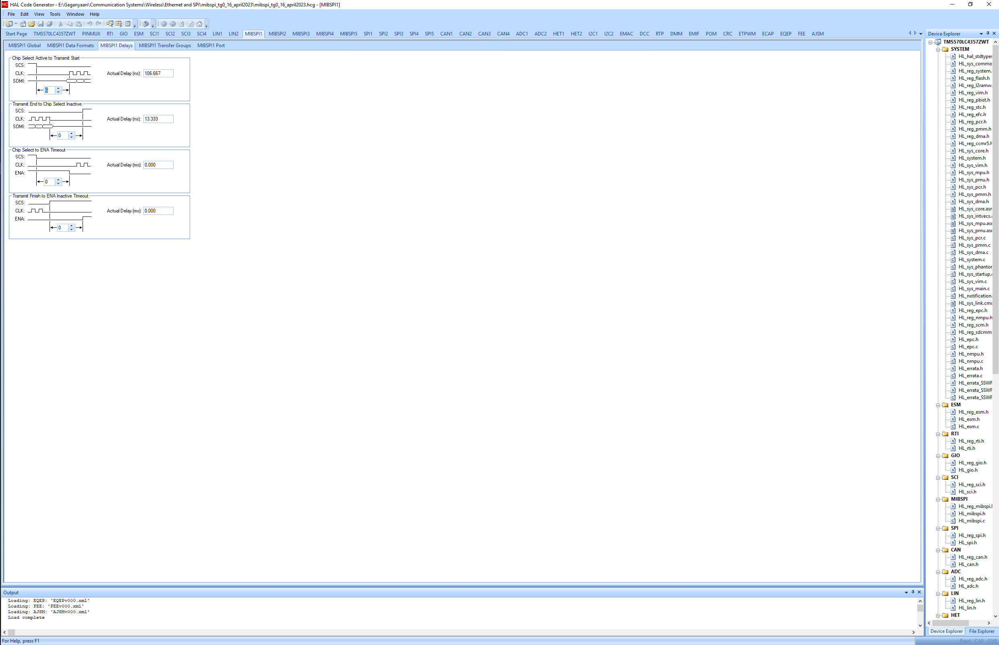 HAL Code Generator - E:\Gaganyaan\Communication Systems\Wireless\Ethernet and SPI\mibspi_tg0_16_april2023\mibspi_tg0_16_april2023.hcg - [MIBSPI1]
File Edit View Tools Window Help
Start Page TMS570LC4357ZWT PINMUX RTI GIO ESM SCI1 SCI2 SCI3 SCI4 LIN1 LIN2 MIBSPI1 MIBSPI2 MIBSPI3 MIBSPI4 MIBSPI5 SPI1 SPI2 SPI3 SPI4 SPI5 CAN1 CAN2 CAN3 CAN4 ADC1 ADC2 HET1 HET2 I2C1 I2C2 EMAC DCC RTP DMM EMIF POM CRC ETPWM ECAP EQEP FEE AJSM
MIBSPI1 Global MIBSPI1 Data Formats MIBSPI1 Delays MIBSPI1 Transfer Groups MIBSPI1 Port
Chip Select Active to Transmit Start
SCS:
CLK: Actual Delay (ns): 106.667
SOMI:
6
Transmit End to Chip Select Inactive
SCS:
CLK: Actual Delay (ns): 13.333
SOMI:
0
Chip Select to ENA Timeout
SCS:
CLK: Actual Delay (ms): 0.000
ENA:
0
Transmit Finish to ENA Inactive Timeout
SCS:
CLK: Actual Delay (ms): 0.000
ENA:
0
Output
Loading: EQEP: 'EQEPv000.xml'
Loading: FEE: 'FEEv000.xml'
Loading: AJSM: 'AJSMv000.xml'
Load complete
For Help, press F1
Device Explorer
TMS570LC4357ZWT
SYSTEM
HL_hal_stdtypes
HL_sys_commo
HL_reg_system.
HL_reg_flash.h
HL_reg_l2ramw.
HL_reg_vim.h
HL_reg_pbist.h
HL_reg_stc.h
HL_reg_efc.h
HL_reg_pcr.h
HL_reg_pmm.h
HL_reg_dma.h
HL_reg_ccmr5.h
HL_sys_core.h
HL_system.h
HL_sys_vim.h
HL_sys_mpu.h
HL_sys_pmu.h
HL_sys_pcr.h
HL_sys_pmm.h
HL_sys_dma.h
HL_sys_core.asm
HL_sys_intvecs.a
HL_sys_mpu.asm
HL_sys_pmu.asm
HL_sys_pcr.c
HL_sys_pmm.c
HL_sys_dma.c
HL_system.c
HL_sys_phantor
HL_sys_startup.
HL_sys_vim.c
HL_sys_main.c
HL_notification.
HL_sys_link.cmd
HL_reg_epc.h
HL_reg_nmpu.h
HL_reg_scm.h
HL_reg_sdcmm
HL_epc.h
HL_epc.c
HL_nmpu.h
HL_nmpu.c
HL_errata.h
HL_errata.c
HL_errata_SSWF
HL_errata_SSWF
HL_errata_SSWF
ESM
HL_reg_esm.h
HL_esm.h
HL_esm.c
RTI
HL_reg_rti.h
HL_rti.h
GIO
HL_reg_gio.h
HL_gio.h
SCI
HL_reg_sci.h
HL_sci.h
MIBSPI
HL_reg_mibspi.h
HL_mibspi.h
HL_mibspi.c
SPI
HL_reg_spi.h
HL_spi.h
CAN
HL_reg_can.h
HL_can.h
ADC
HL_reg_adc.h
HL_adc.h
LIN
HL_reg_lin.h
HL_lin.h
HET
Device Explorer File Explorer
Read CAP OVR